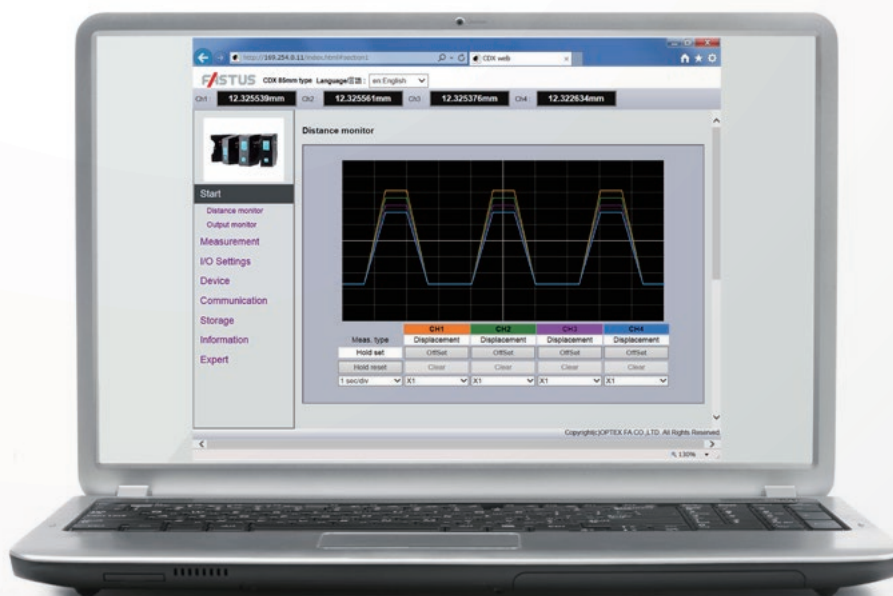 http://169.254.0.11/index.html#section1
CDX web
FASTUS CDX 85mm type Language/言語 : en:English
Ch1 : 12.325539mm Ch2 : 12.325561mm Ch3 : 12.325376mm Ch4 : 12.322634mm
Distance monitor
Start
Distance monitor
Output monitor
Measurement
I/O Settings
Device
Communication
Storage
Information
Expert
CH1 CH2 CH3 CH4
Meas. type Displacement Displacement Displacement Displacement
Hold set OffSet OffSet OffSet OffSet
Hold reset Clear Clear Clear Clear
1 sec/div X1 X1 X1 X1
Copyright(c)OPTEX FA CO.,LTD. All Rights Reserved.
130%